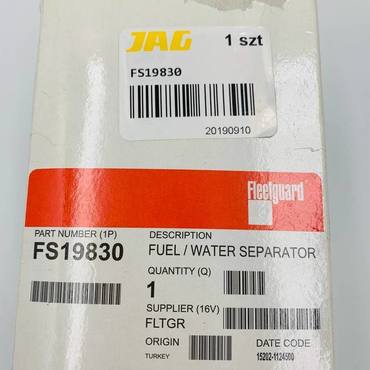 JAG
1 szt
FS19830
20190910
Fleetguard
PART NUMBER (1P)
FS19830
DESCRIPTION
FUEL / WATER SEPARATOR
QUANTITY (Q)
1
SUPPLIER (16V)
FLTGR
ORIGIN
TURKEY
DATE CODE
15202-1124500